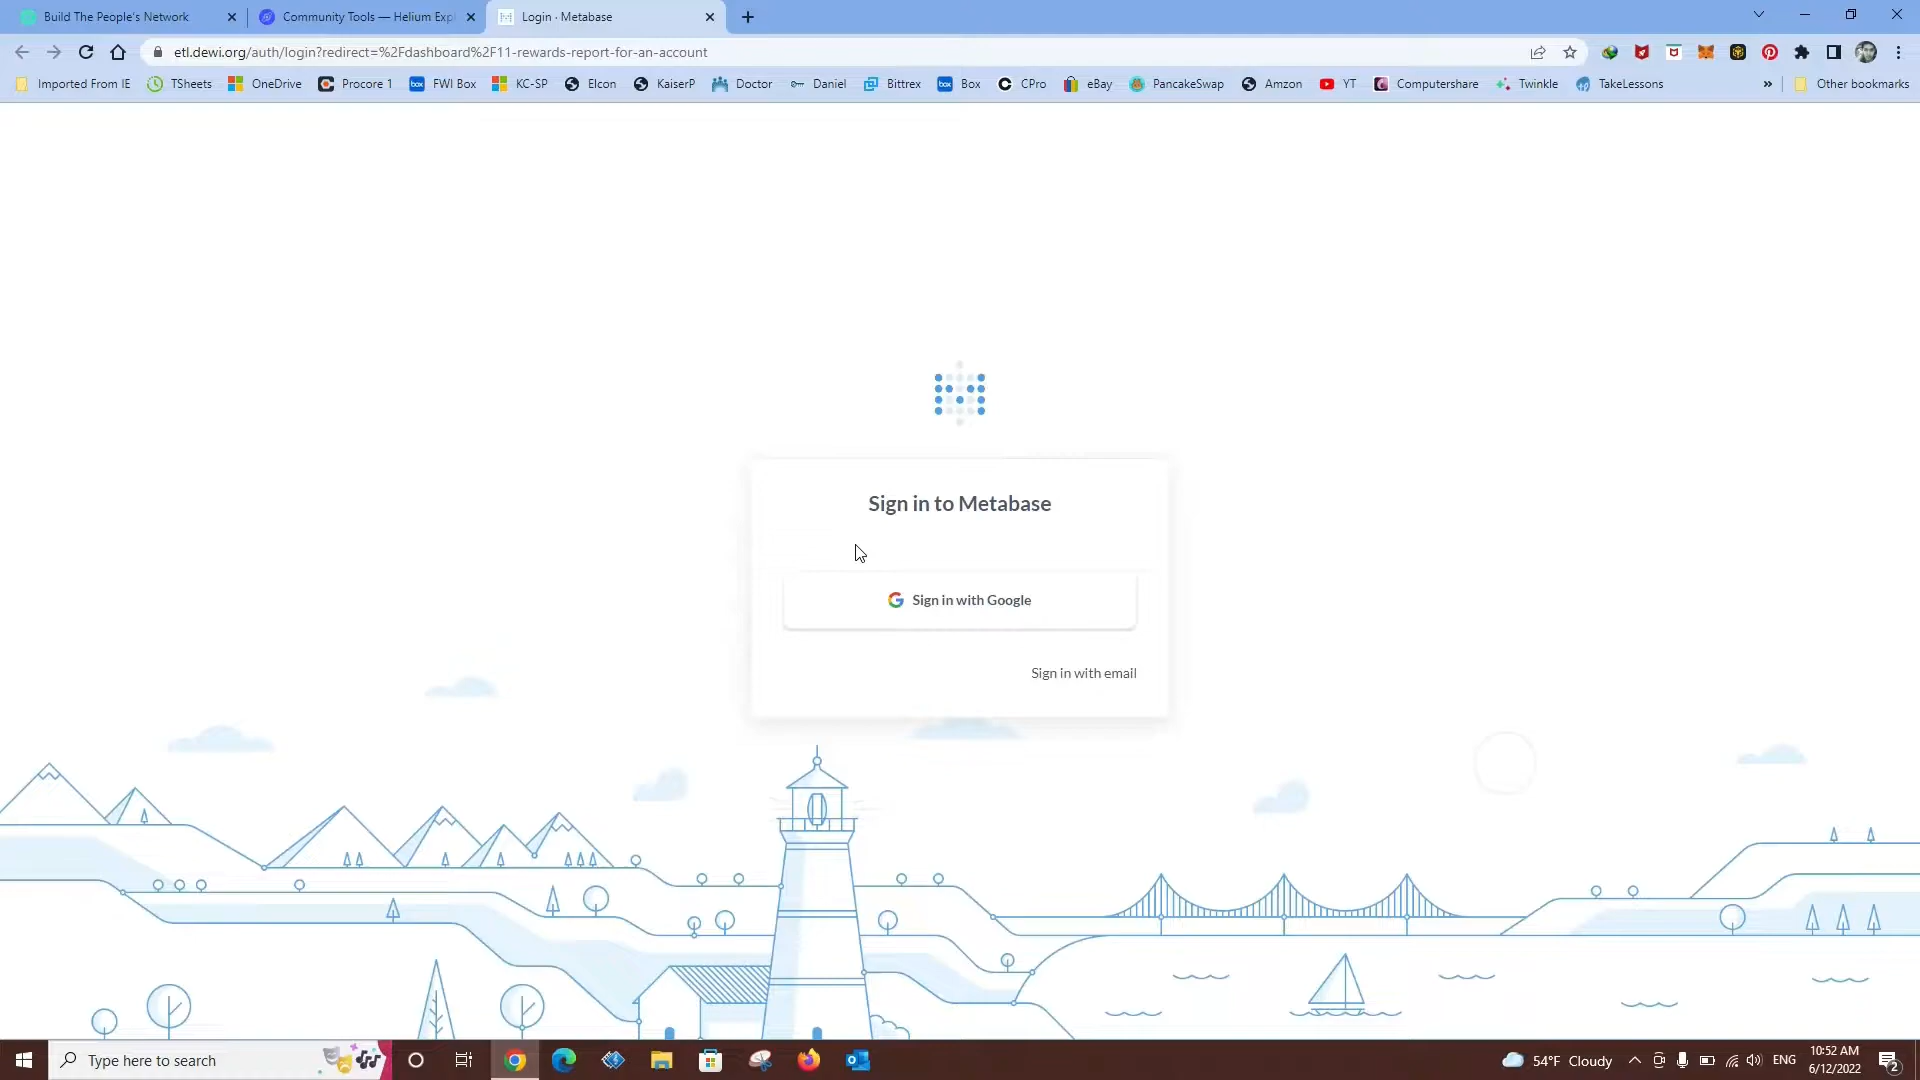 Build The People's Network
Community Tools — Helium Exp
Login · Metabase
etl.dewi.org/auth/login?redirect=%2Fdashboard%2F11-rewards-report-for-an-account
Imported From IE
TSheets
OneDrive
Procore 1
box
FWI Box
KC-SP
Elcon
KaiserP
Doctor
Daniel
Bittrex
box
Box
CPro
eBay
PancakeSwap
Amzon
YT
Computershare
Twinkle
TakeLessons
»
Other bookmarks
Sign in to Metabase
Sign in with Google
Sign in with email
Type here to search
54°F Cloudy
ENG
10:52 AM
6/12/2022
2